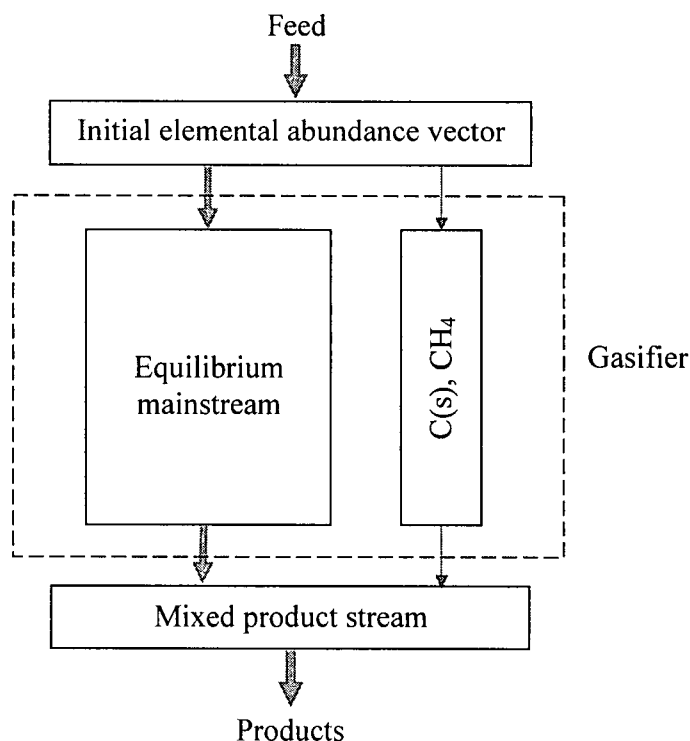 Feed
Initial elemental abundance vector
Equilibrium
mainstream
C(s), CH₄
Gasifier
Mixed product stream
Products